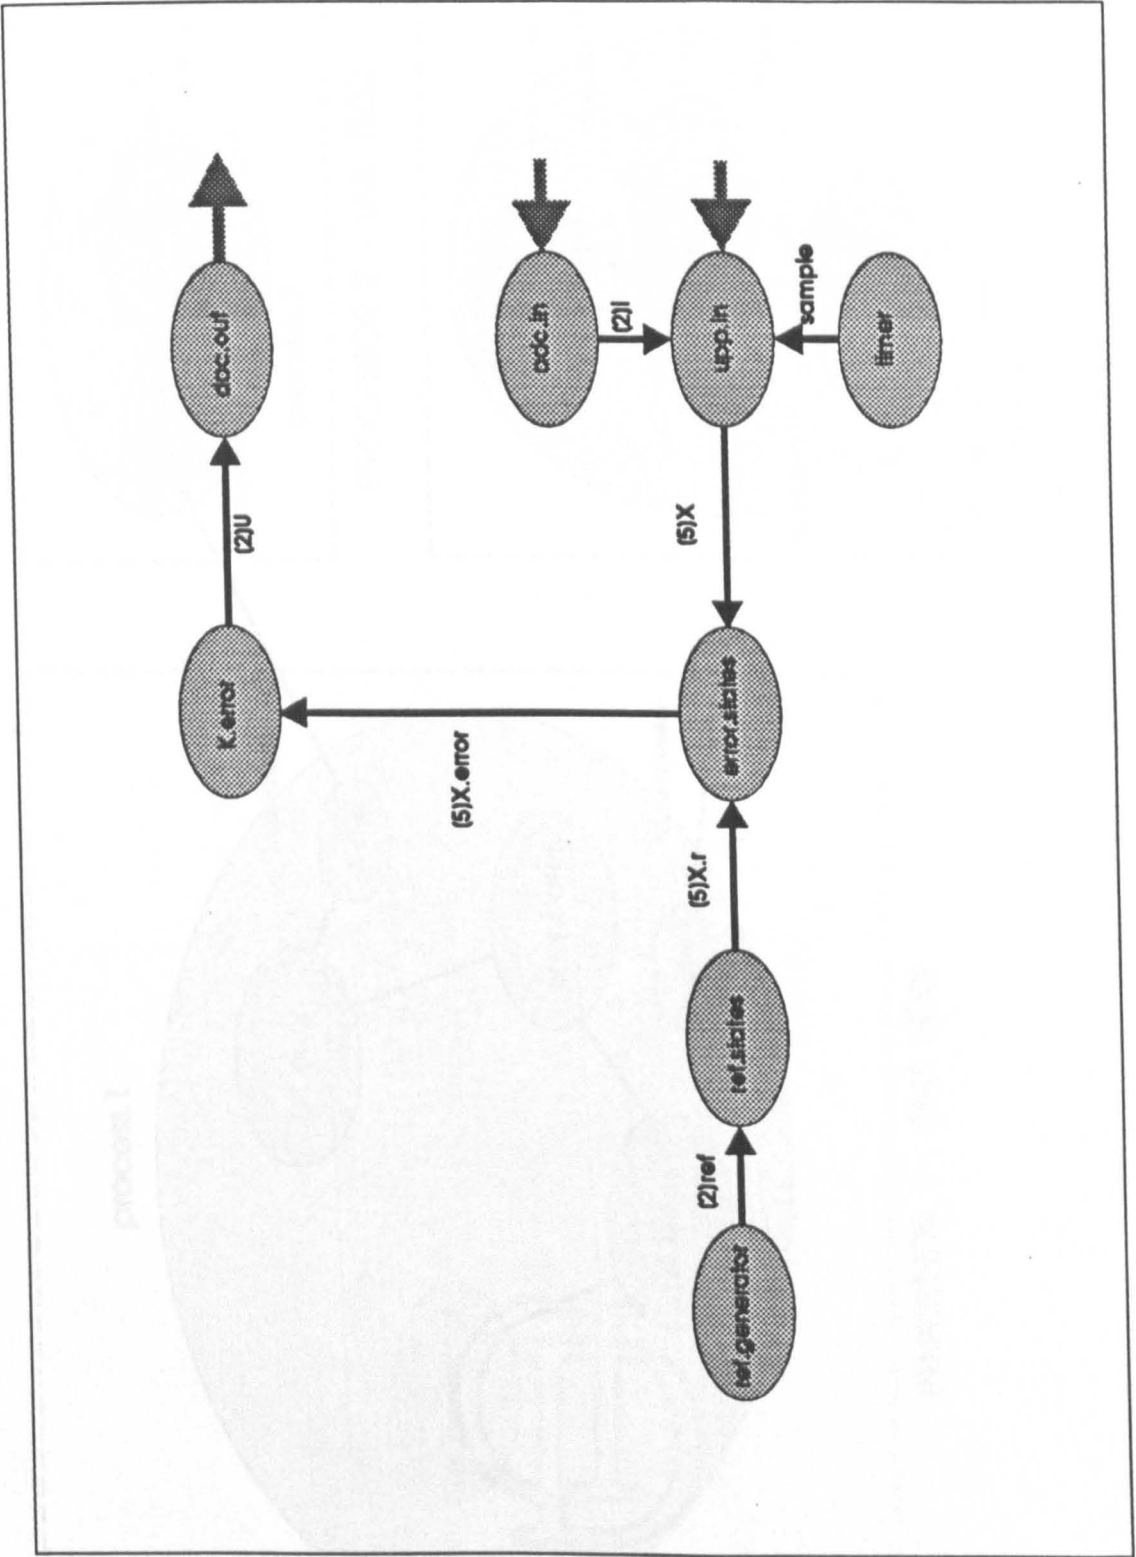 K.error
(2)U
dac.out
(5)X.error
adc.in
(2)I
(2)ref
(5)X.r
(5)X
ref.generator
ref.states
error.states
upp.in
sample
timer